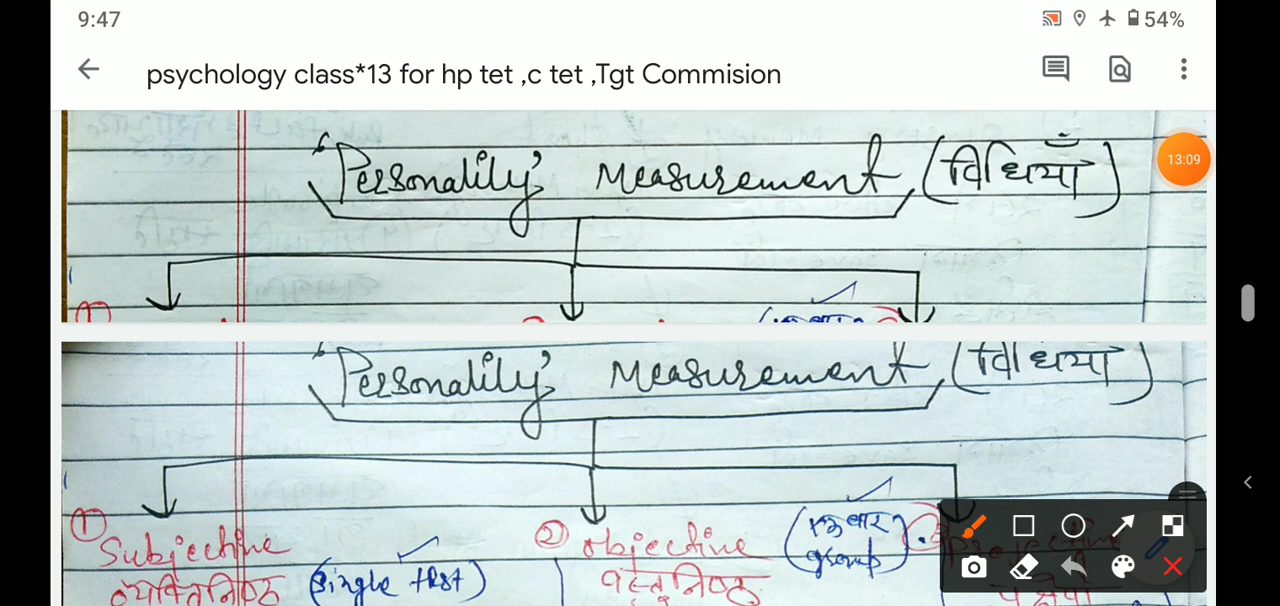 9:47
54%
psychology class*13 for hp tet ,c tet ,Tgt Commision
"Personality" Measurement, (विधियाँ)
13:09
①
"Personality" Measurement, (विधियाँ)
① Subjective
व्यक्तिनिष्ठ (Single test)
② objective (एक बार group)
वस्तुनिष्ठ